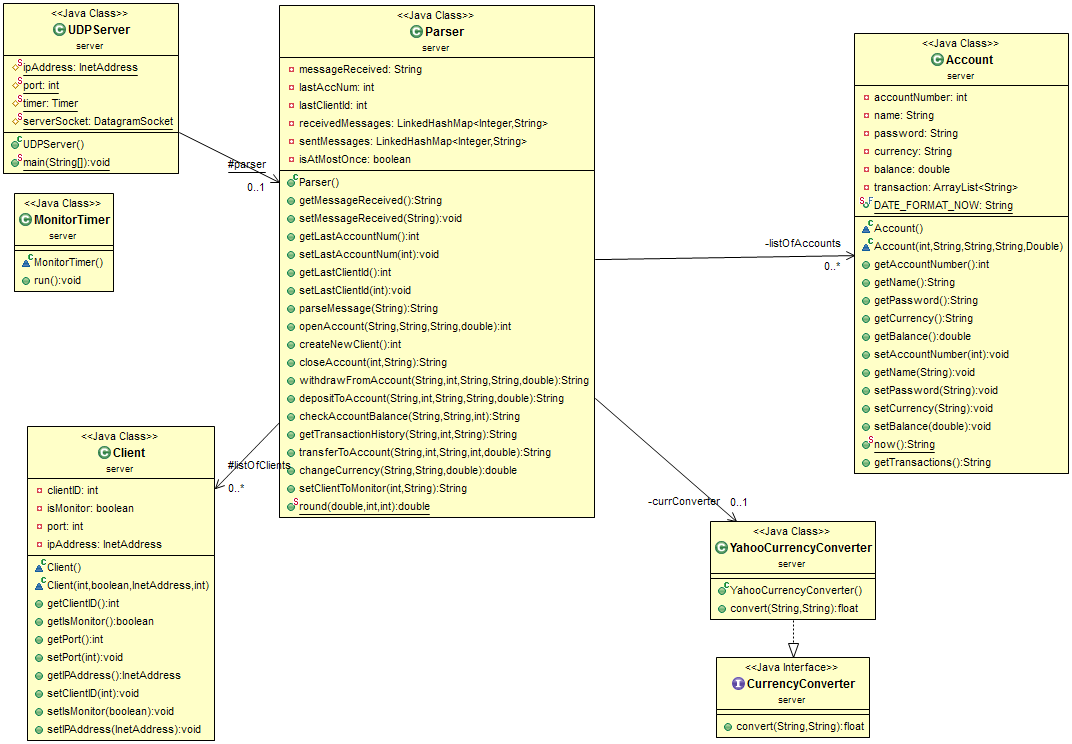 <<Java Class>>
UDPServer
server
ipAddress: InetAddress
port: int
timer: Timer
serverSocket: DatagramSocket
UDPServer()
main(String[]):void
#parser
0..1
<<Java Class>>
MonitorTimer
server
MonitorTimer()
run():void
<<Java Class>>
Parser
server
messageReceived: String
lastAccNum: int
lastClientId: int
receivedMessages: LinkedHashMap<Integer,String>
sentMessages: LinkedHashMap<Integer,String>
isAtMostOnce: boolean
Parser()
getMessageReceived():String
setMessageReceived(String):void
getLastAccountNum():int
setLastAccountNum(int):void
getLastClientId():int
setLastClientId(int):void
parseMessage(String):String
openAccount(String,String,String,double):int
createNewClient():int
closeAccount(int,String):String
withdrawFromAccount(String,int,String,String,double):String
depositToAccount(String,int,String,String,double):String
checkAccountBalance(String,String,int):String
getTransactionHistory(String,int,String):String
transferToAccount(String,int,String,int,double):String
changeCurrency(String,String,double):double
setClientToMonitor(int,String):String
round(double,int,int):double
-listOfAccounts
0..*
<<Java Class>>
Account
server
accountNumber: int
name: String
password: String
currency: String
balance: double
transaction: ArrayList<String>
DATE_FORMAT_NOW: String
Account()
Account(int,String,String,String,Double)
getAccountNumber():int
getName():String
getPassword():String
getCurrency():String
getBalance():double
setAccountNumber(int):void
getName(String):void
setPassword(String):void
setCurrency(String):void
setBalance(double):void
now():String
getTransactions():String
#listOfClients
0..*
<<Java Class>>
Client
server
clientID: int
isMonitor: boolean
port: int
ipAddress: InetAddress
Client()
Client(int,boolean,InetAddress,int)
getClientID():int
getIsMonitor():boolean
getPort():int
setPort(int):void
getIPAddress():InetAddress
setClientID(int):void
setIsMonitor(boolean):void
setIPAddress(InetAddress):void
-currConverter
0..1
<<Java Class>>
YahooCurrencyConverter
server
YahooCurrencyConverter()
convert(String,String):float
<<Java Interface>>
CurrencyConverter
server
convert(String,String):float